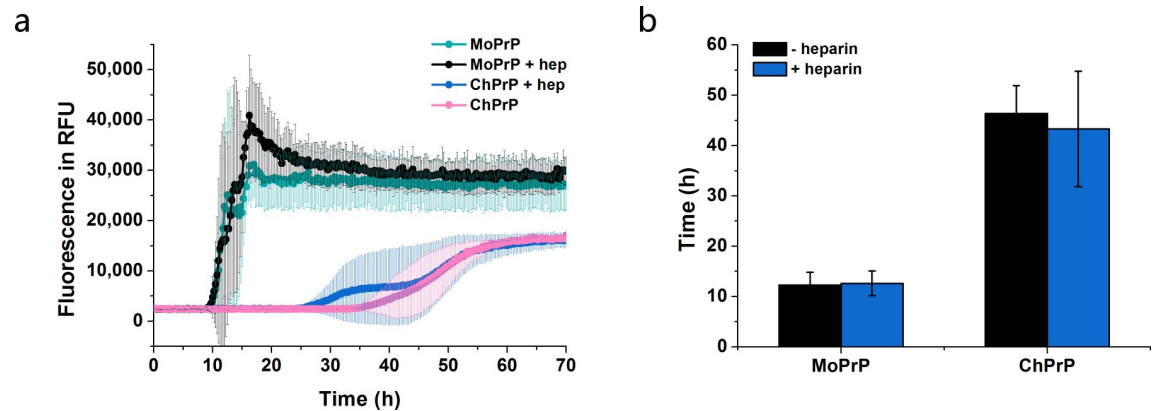 a
Fluorescence in RFU
50,000
40,000
30,000
20,000
10,000
0
0 10 20 30 40 50 60 70
Time (h)
MoPrP
MoPrP + hep
ChPrP + hep
ChPrP
b
Time (h)
60
50
40
30
20
10
0
- heparin
+ heparin
MoPrP ChPrP